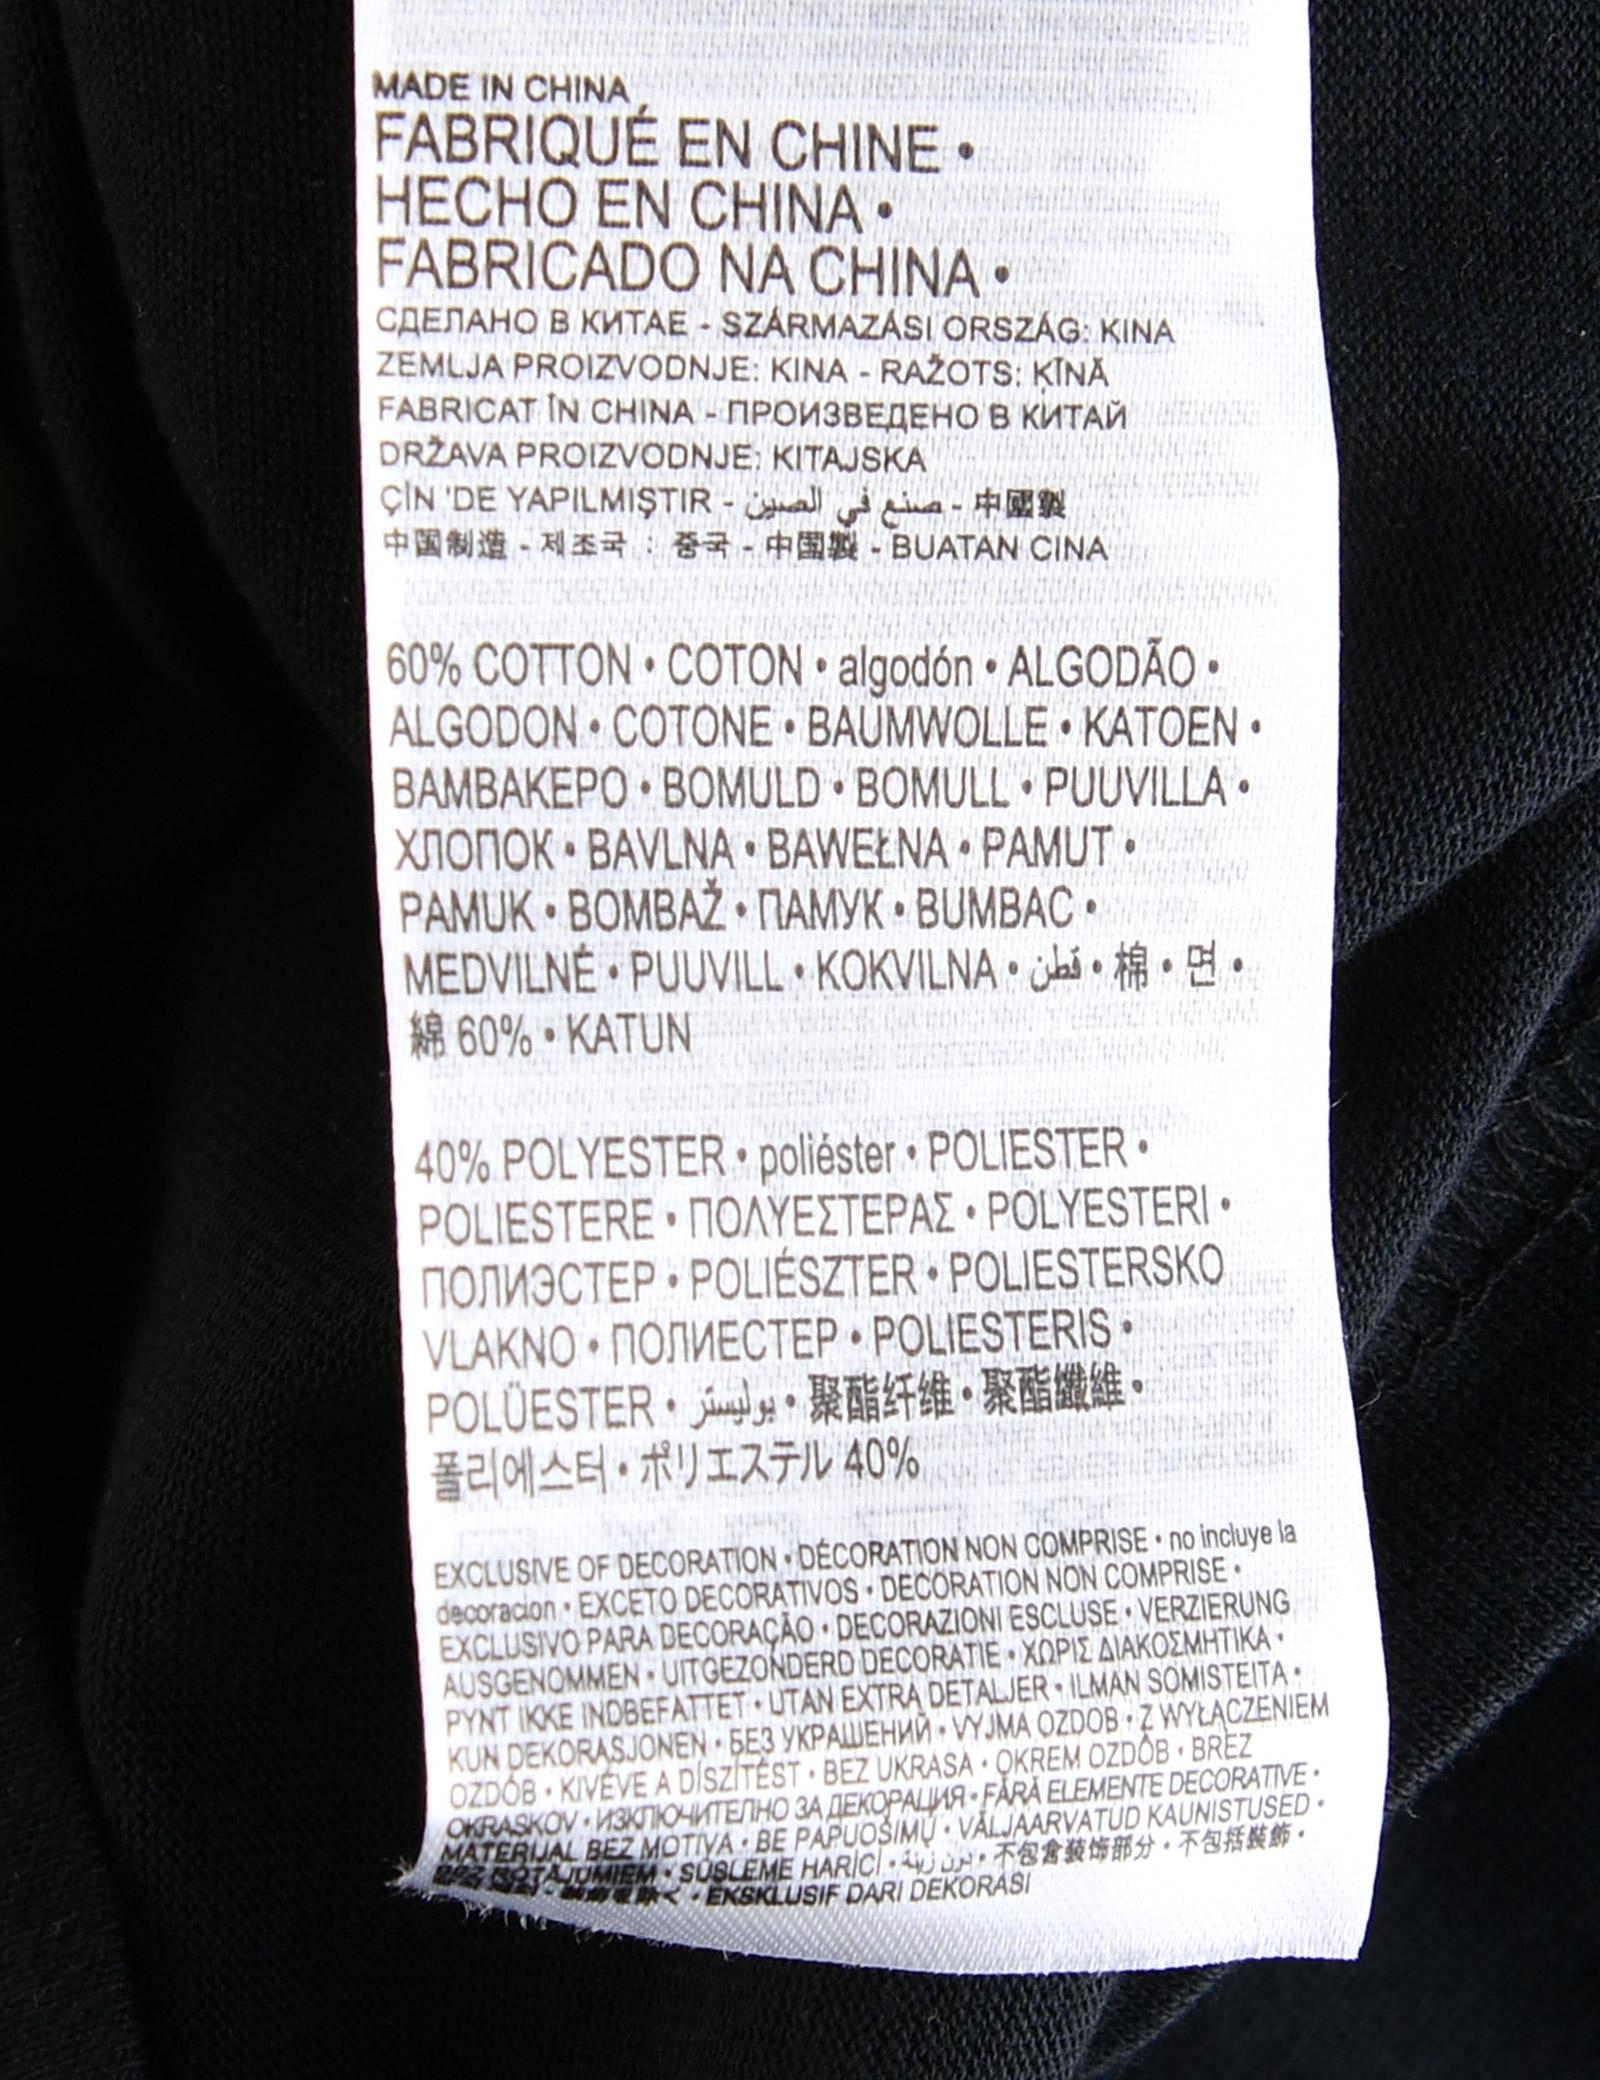 MADE IN CHINA
FABRIQUÉ EN CHINE •
HECHO EN CHINA •
FABRICADO NA CHINA •
СДЕЛАНО В КИТАЕ - SZÁRMAZÁSI ORSZÁG: KINA
ZEMLJA PROIZVODNJE: KINA - RAŽOTS: ĶĪNĀ
FABRICAT ÎN CHINA - ПРОИЗВЕДЕНО В КИТАЙ
DRŽAVA PROIZVODNJE: KITAJSKA
ÇİN 'DE YAPILMIŞTIR - صنع في الصين - 中國製
中国制造 - 제조국 : 중국 - 中国製 - BUATAN CINA
60% COTTON • COTON • algodón • ALGODÃO •
ALGODON • COTONE • BAUMWOLLE • KATOEN •
ΒΑΜΒΑΚΕΡΟ • BOMULD • BOMULL • PUUVILLA •
ХЛОПОК • BAVLNA • BAWEŁNA • PAMUT •
PAMUK • BOMBAŽ • ПАМУК • BUMBAC •
MEDVILNĖ • PUUVILL • KOKVILNA • قطن • 棉 • 면 •
綿 60% • KATUN
40% POLYESTER • poliéster • POLIESTER •
POLIESTERE • ΠΟΛΥΕΣΤΕΡΑΣ • POLYESTERI •
ПОЛИЭСТЕР • POLIÉSZTER • POLIESTERSKO
VLAKNO • ПОЛИЕСТЕР • POLIESTERIS •
POLÜESTER • بوليستر • 聚酯纤维 • 聚酯纖維 •
폴리에스터 • ポリエステル 40%
EXCLUSIVE OF DECORATION • DÉCORATION NON COMPRISE • no incluye la
decoracion • EXCETO DECORATIVOS • DECORATION NON COMPRISE •
EXCLUSIVO PARA DECORAÇÃO • DECORAZIONI ESCLUSE • VERZIERUNG
AUSGENOMMEN • UITGEZONDERD DECORATIE • ΧΩΡΙΣ ΔΙΑΚΟΣΜΗΤΙΚΑ •
PYNT IKKE INDBEFATTET • UTAN EXTRA DETALJER • ILMAN SOMISTEITA •
KUN DEKORASJONEN • БЕЗ УКРАШЕНИЙ • VYJMA OZDOB • Z WYŁĄCZENIEM
OZDÓB • KIVÉVE A DÍSZÍTÉST • BEZ UKRASA • OKREM OZDÔB • BREZ
OKRASKOV • ИЗКЛЮЧИТЕЛНО ЗА ДЕКОРАЦИЯ • FĂRĂ ELEMENTE DECORATIVE •
MATERIJAL BEZ MOTIVA • BE PAPUOŠIMŲ • VÄLJAARVATUD KAUNISTUSED •
ROTĀJUMIEM • SÜSLEME HARİCİ • بدون زينة • 不包含装饰部分 • 不包括裝飾 •
• EKSKLUSIF DARI DEKORASI